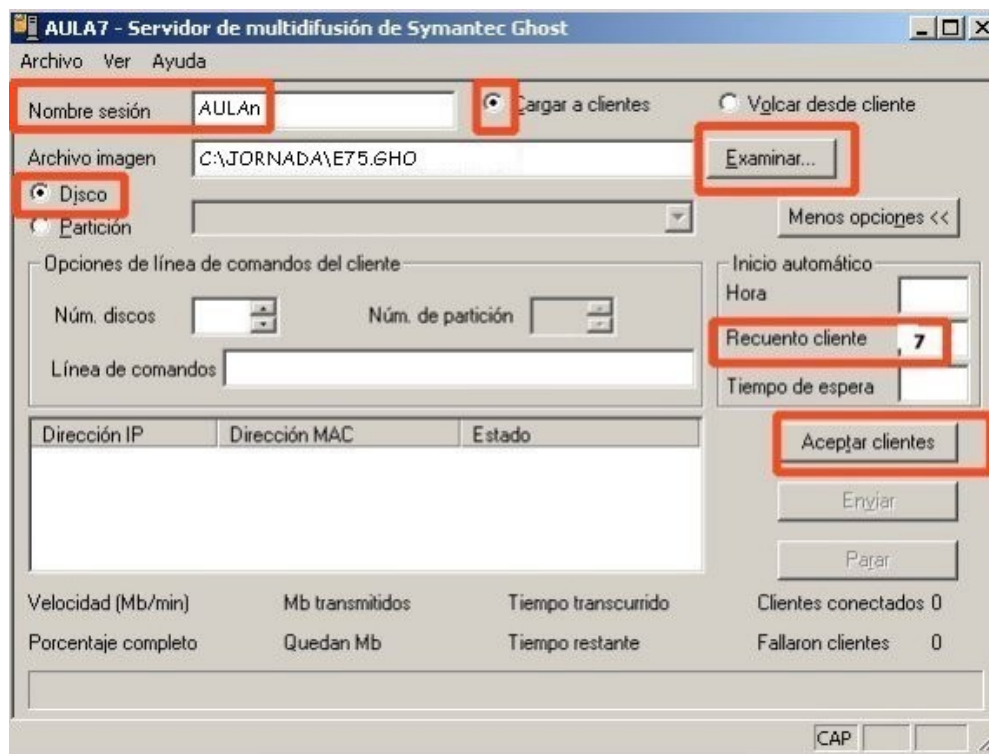 AULA7 - Servidor de multidifusión de Symantec Ghost
Archivo Ver Ayuda
Nombre sesión AULAn Cargar a clientes Volcar desde cliente
Archivo imagen C:\JORNADA\E75.GHO Examinar...
Disco
Partición Menos opciones <<
Opciones de línea de comandos del cliente Inicio automático
Hora
Núm. discos Núm. de partición
Recuento cliente 7
Línea de comandos
Tiempo de espera
Dirección IP Dirección MAC Estado
Aceptar clientes
Enviar
Parar
Velocidad (Mb/min) Mb transmitidos Tiempo transcurrido Clientes conectados 0
Porcentaje completo Quedan Mb Tiempo restante Fallaron clientes 0
CAP